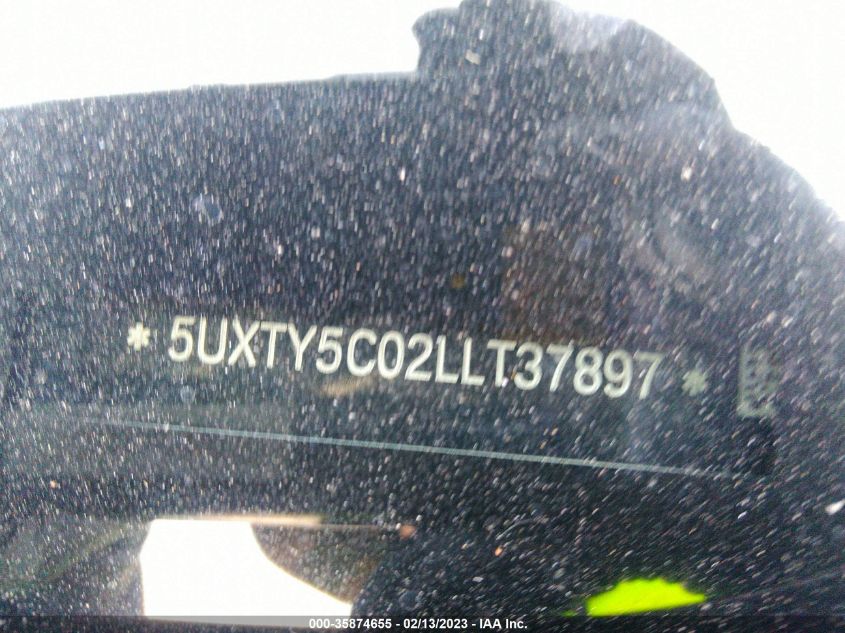 * 5UXTY5C02LLT37897 *
000-35874655 - 02/13/2023 - IAA Inc.